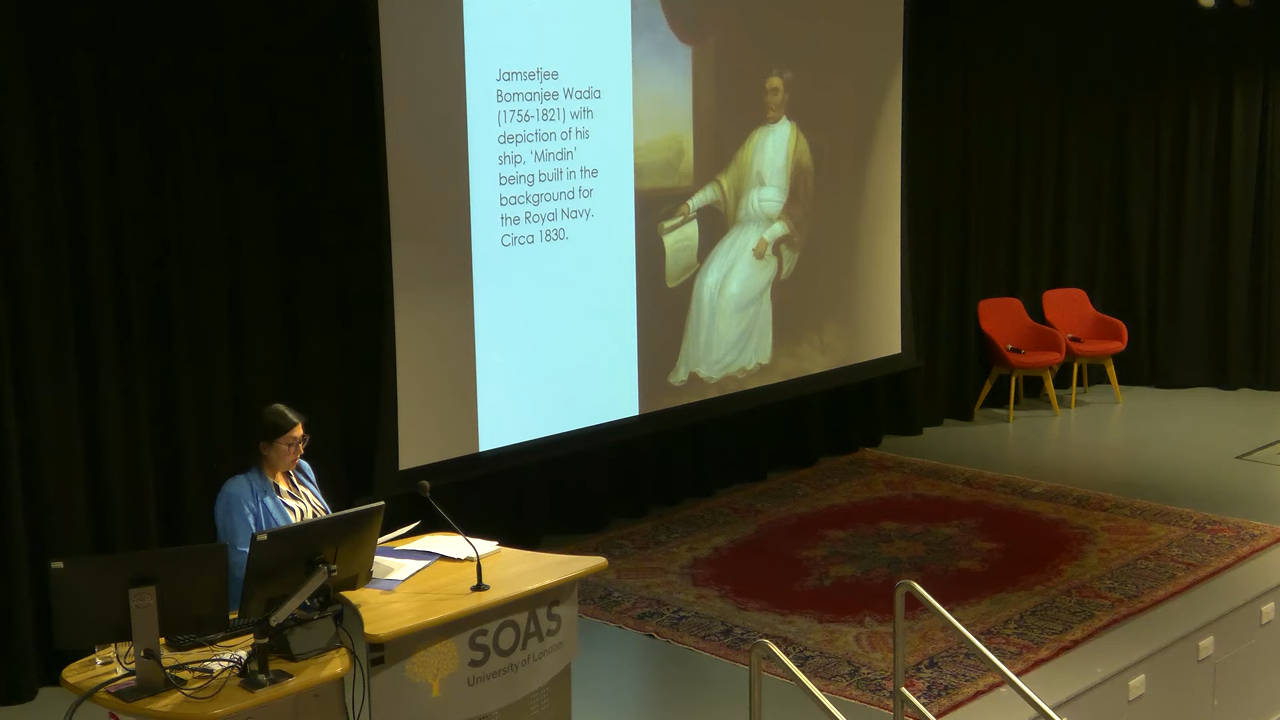 Jamsetjee
Bomanjee Wadia
(1756-1821) with
depiction of his
ship, 'Mindin'
being built in the
background for
the Royal Navy.
Circa 1830.
SOAS
University of London